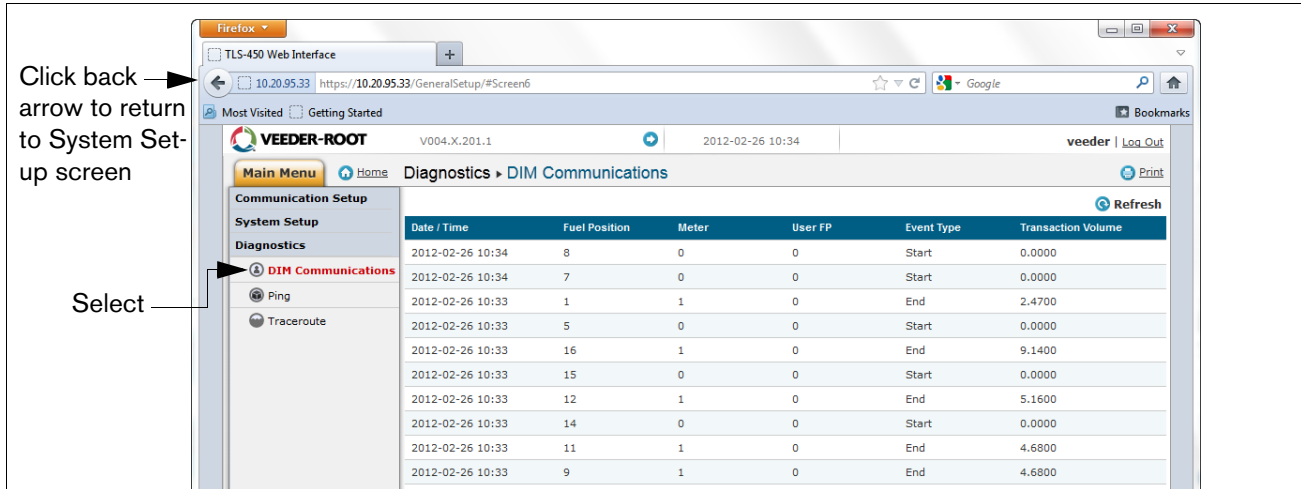 Firefox
TLS-450 Web Interface
10.20.95.33 https://10.20.95.33/GeneralSetup/#Screen6 Google
Most Visited Getting Started Bookmarks
Click back
arrow to return
to System Set-
up screen
VEEDER-ROOT V004.X.201.1 2012-02-26 10:34 veeder | Log Out
Main Menu Home Diagnostics ▸ DIM Communications Print
Communication Setup
System Setup
Diagnostics
DIM Communications
Ping
Traceroute
Select
Refresh
Date / Time Fuel Position Meter User FP Event Type Transaction Volume
2012-02-26 10:34 8 0 0 Start 0.0000
2012-02-26 10:34 7 0 0 Start 0.0000
2012-02-26 10:33 1 1 0 End 2.4700
2012-02-26 10:33 5 0 0 Start 0.0000
2012-02-26 10:33 16 1 0 End 9.1400
2012-02-26 10:33 15 0 0 Start 0.0000
2012-02-26 10:33 12 1 0 End 5.1600
2012-02-26 10:33 14 0 0 Start 0.0000
2012-02-26 10:33 11 1 0 End 4.6800
2012-02-26 10:33 9 1 0 End 4.6800